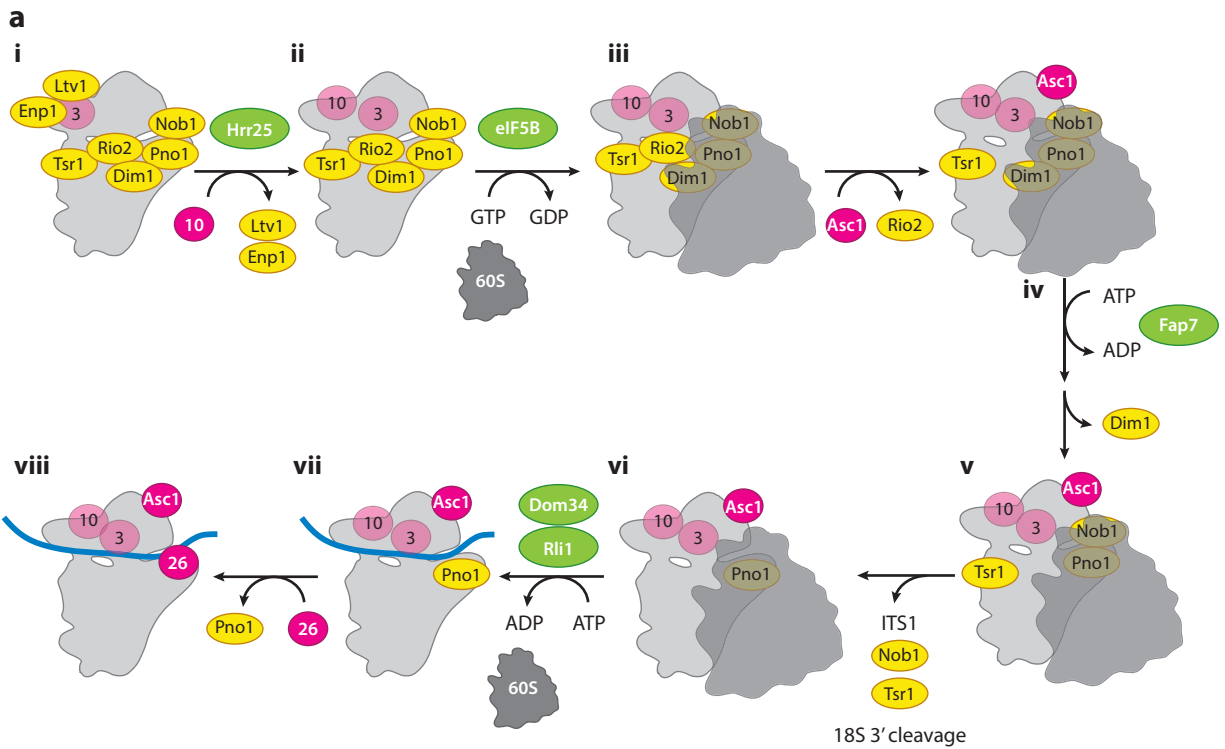 a
i
Ltv1
Enp1
3
Nob1
Rio2
Pno1
Tsr1
Dim1
Hrr25
10
Ltv1
Enp1
ii
10
3
Nob1
Rio2
Pno1
Tsr1
Dim1
eIF5B
GTP
GDP
60S
iii
10
3
Nob1
Rio2
Pno1
Tsr1
Dim1
Asc1
Rio2
iv
Asc1
10
3
Nob1
Pno1
Tsr1
Dim1
ATP
Fap7
ADP
Dim1
v
Asc1
10
3
Nob1
Pno1
Tsr1
ITS1
Nob1
Tsr1
18S 3′ cleavage
vi
Asc1
10
3
Pno1
Dom34
Rli1
ADP
ATP
60S
vii
Asc1
10
3
Pno1
Pno1
26
viii
Asc1
10
3
26